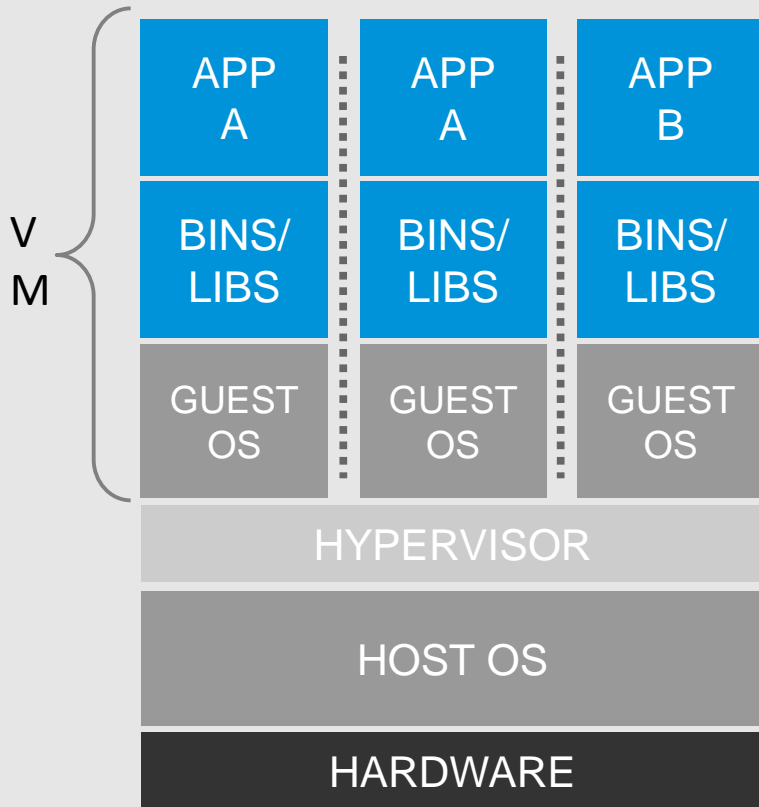 APP
A
APP
A
APP
B
V
M
BINS/
LIBS
BINS/
LIBS
BINS/
LIBS
GUEST
OS
GUEST
OS
GUEST
OS
HYPERVISOR
HOST OS
HARDWARE